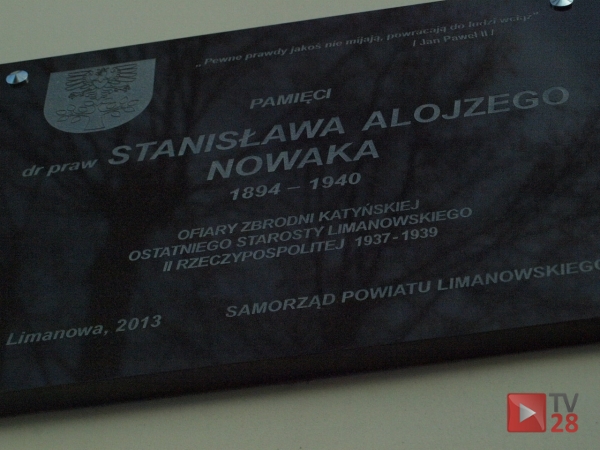 „Pewne prawdy jakoś nie mijają, powracają do ludzi wciąż”
/ Jan Paweł II /
PAMIĘCI
dr praw STANISŁAWA ALOJZEGO
NOWAKA
1894 – 1940
OFIARY ZBRODNI KATYŃSKIEJ
OSTATNIEGO STAROSTY LIMANOWSKIEGO
II RZECZYPOSPOLITEJ 1937-1939
SAMORZĄD POWIATU LIMANOWSKIEGO
Limanowa, 2013
TV
28